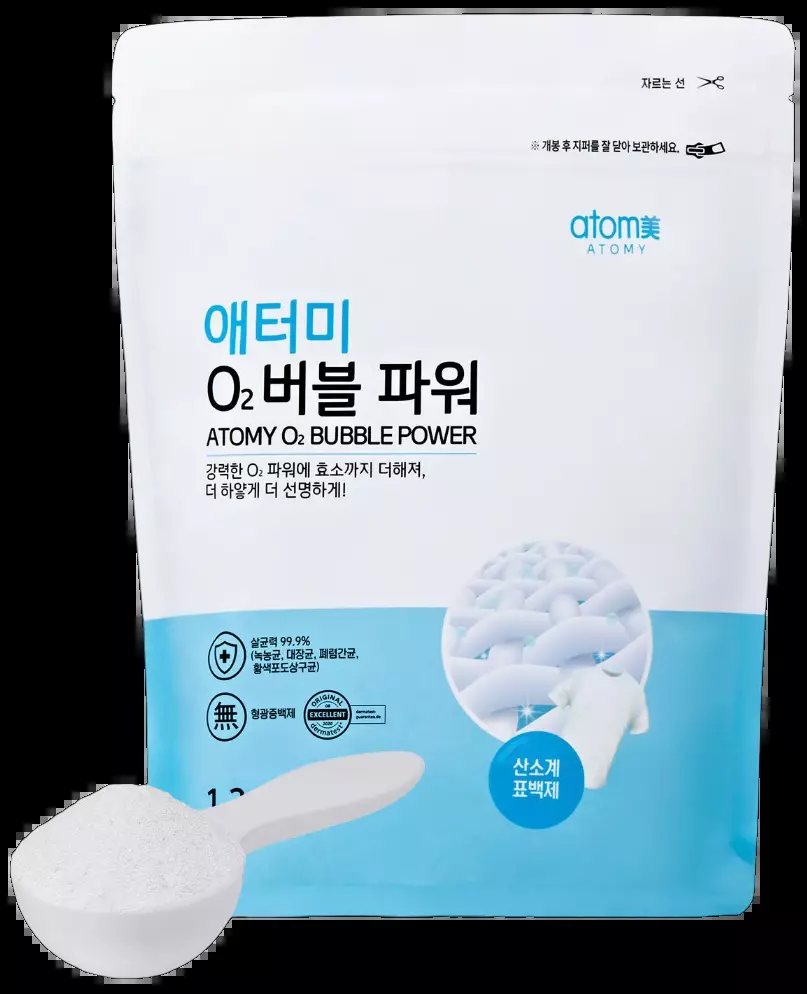 자르는 선
※ 개봉 후 지퍼를 잘 닫아 보관하세요.
atom美
ATOMY
애터미
O₂ 버블 파워
ATOMY O₂ BUBBLE POWER
강력한 O₂ 파워에 효소까지 더해져,
더 하얗게 더 선명하게!
살균력 99.9%
(녹농균, 대장균, 폐렴간균,
황색포도상구균)
無
형광증백제
ORIGINAL
EXCELLENT
dermatest
dermatest-
guarantee.de
산소계
표백제